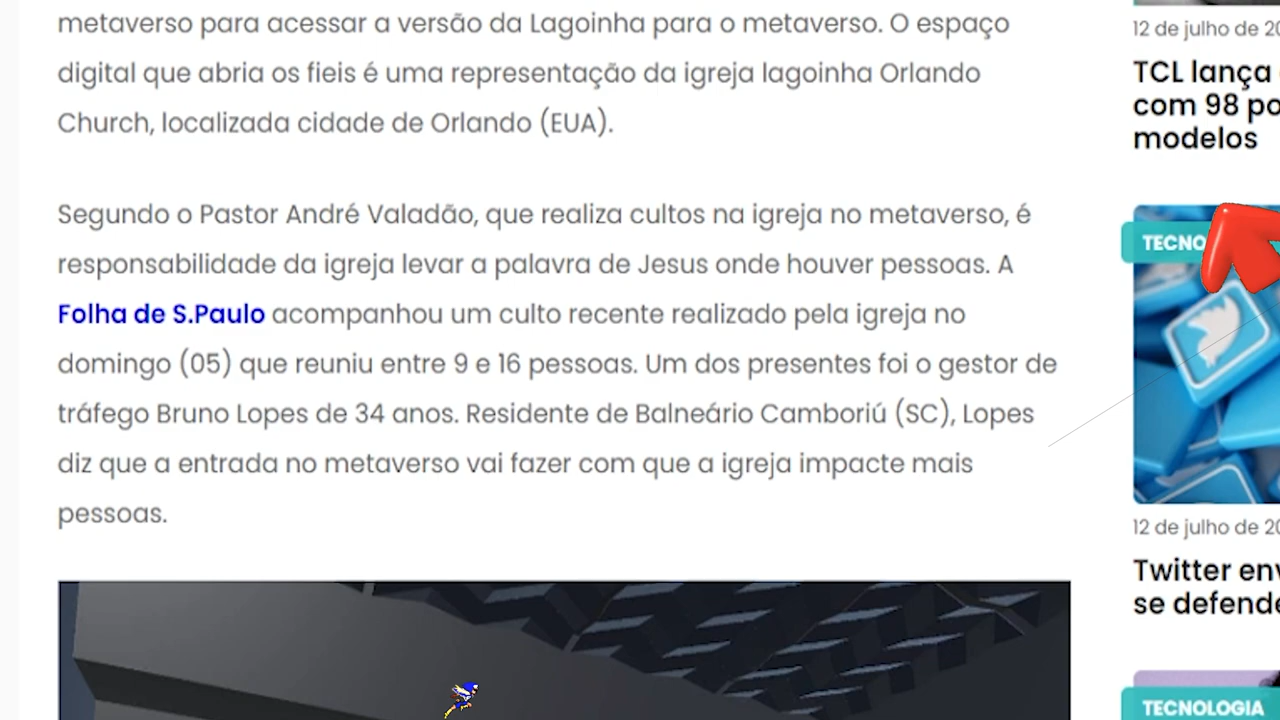 metaverso para acessar a versão da Lagoinha para o metaverso. O espaço
digital que abria os fieis é uma representação da igreja lagoinha Orlando
Church, localizada cidade de Orlando (EUA).
Segundo o Pastor André Valadão, que realiza cultos na igreja no metaverso, é
responsabilidade da igreja levar a palavra de Jesus onde houver pessoas. A
Folha de S.Paulo acompanhou um culto recente realizado pela igreja no
domingo (05) que reuniu entre 9 e 16 pessoas. Um dos presentes foi o gestor de
tráfego Bruno Lopes de 34 anos. Residente de Balneário Camboriú (SC), Lopes
diz que a entrada no metaverso vai fazer com que a igreja impacte mais
pessoas.
12 de julho de
TCL lança
com 98
modelos
12 de julho de
Twitter
se
TECNOLOGIA